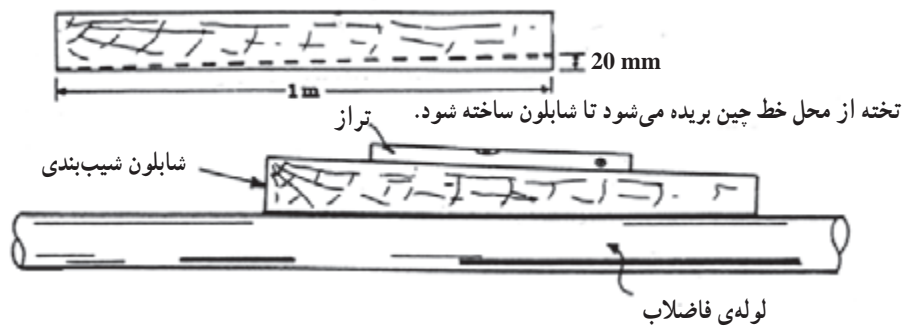 20 mm
1 m
تخته از محل خط چین بریده می‌شود تا شابلون ساخته شود.
تراز
شابلون شیب‌بندی
لوله‌ی فاضلاب